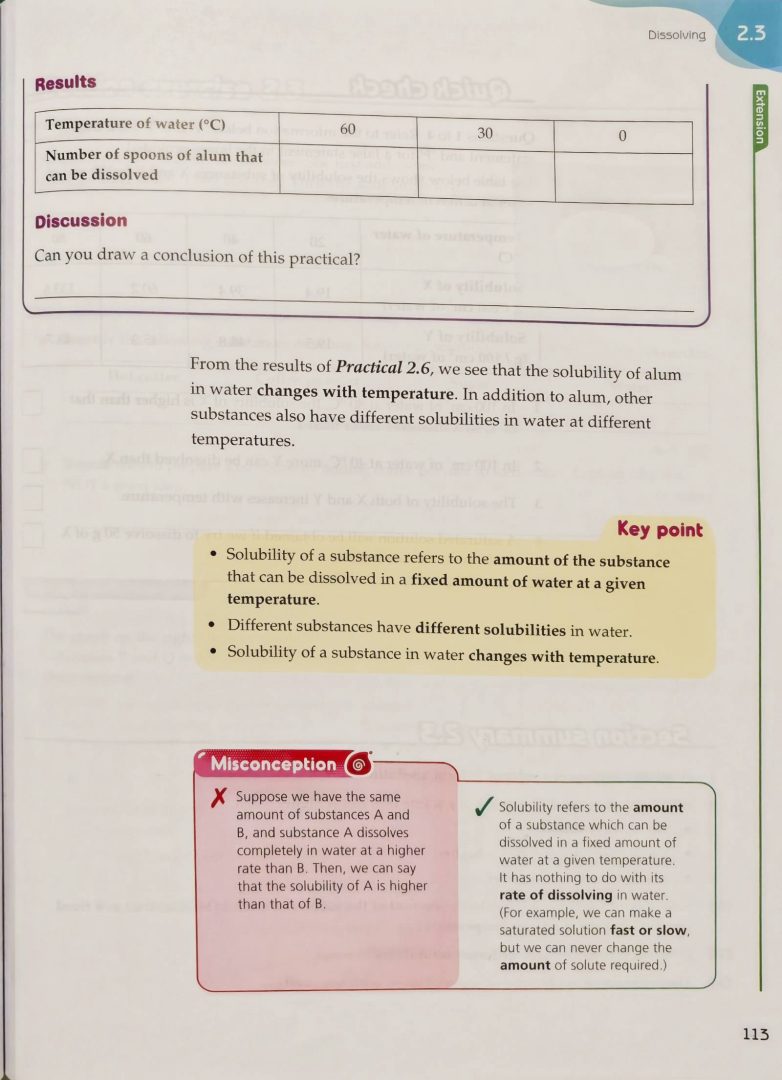 Dissolving 2.3
Extension
Results
Temperature of water (°C) 60 30 0
Number of spoons of alum that
can be dissolved
Discussion
Can you draw a conclusion of this practical?
From the results of Practical 2.6, we see that the solubility of alum
in water changes with temperature. In addition to alum, other
substances also have different solubilities in water at different
temperatures.
Key point
• Solubility of a substance refers to the amount of the substance
that can be dissolved in a fixed amount of water at a given
temperature.
• Different substances have different solubilities in water.
• Solubility of a substance in water changes with temperature.
Misconception
✗ Suppose we have the same
amount of substances A and
B, and substance A dissolves
completely in water at a higher
rate than B. Then, we can say
that the solubility of A is higher
than that of B.
✓ Solubility refers to the amount
of a substance which can be
dissolved in a fixed amount of
water at a given temperature.
It has nothing to do with its
rate of dissolving in water.
(For example, we can make a
saturated solution fast or slow,
but we can never change the
amount of solute required.)
113